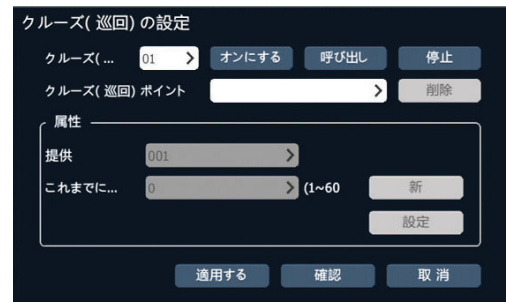 クルーズ( 巡回) の設定
クルーズ( ... 01 > オンにする 呼び出し 停止
クルーズ( 巡回) ポイント > 削除
属性
提供 001 >
これまでに... 0 > (1~60 新
設定
適用する 確認 取 消